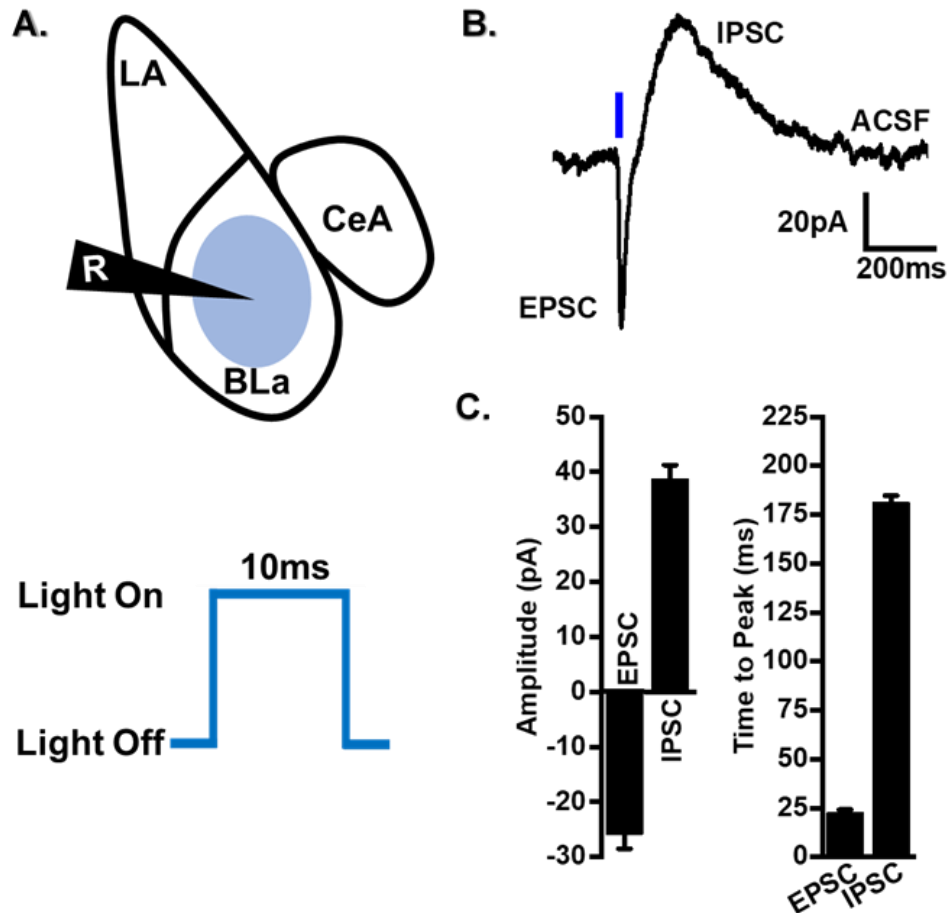 A.
LA
CeA
R
BLa
10ms
Light On
Light Off
B.
IPSC
ACSF
20pA
200ms
EPSC
C.
50
40
30
20
10
0
-10
-20
-30
Amplitude (pA)
EPSC
IPSC
225
200
175
150
125
100
75
50
25
0
Time to Peak (ms)
EPSC
IPSC